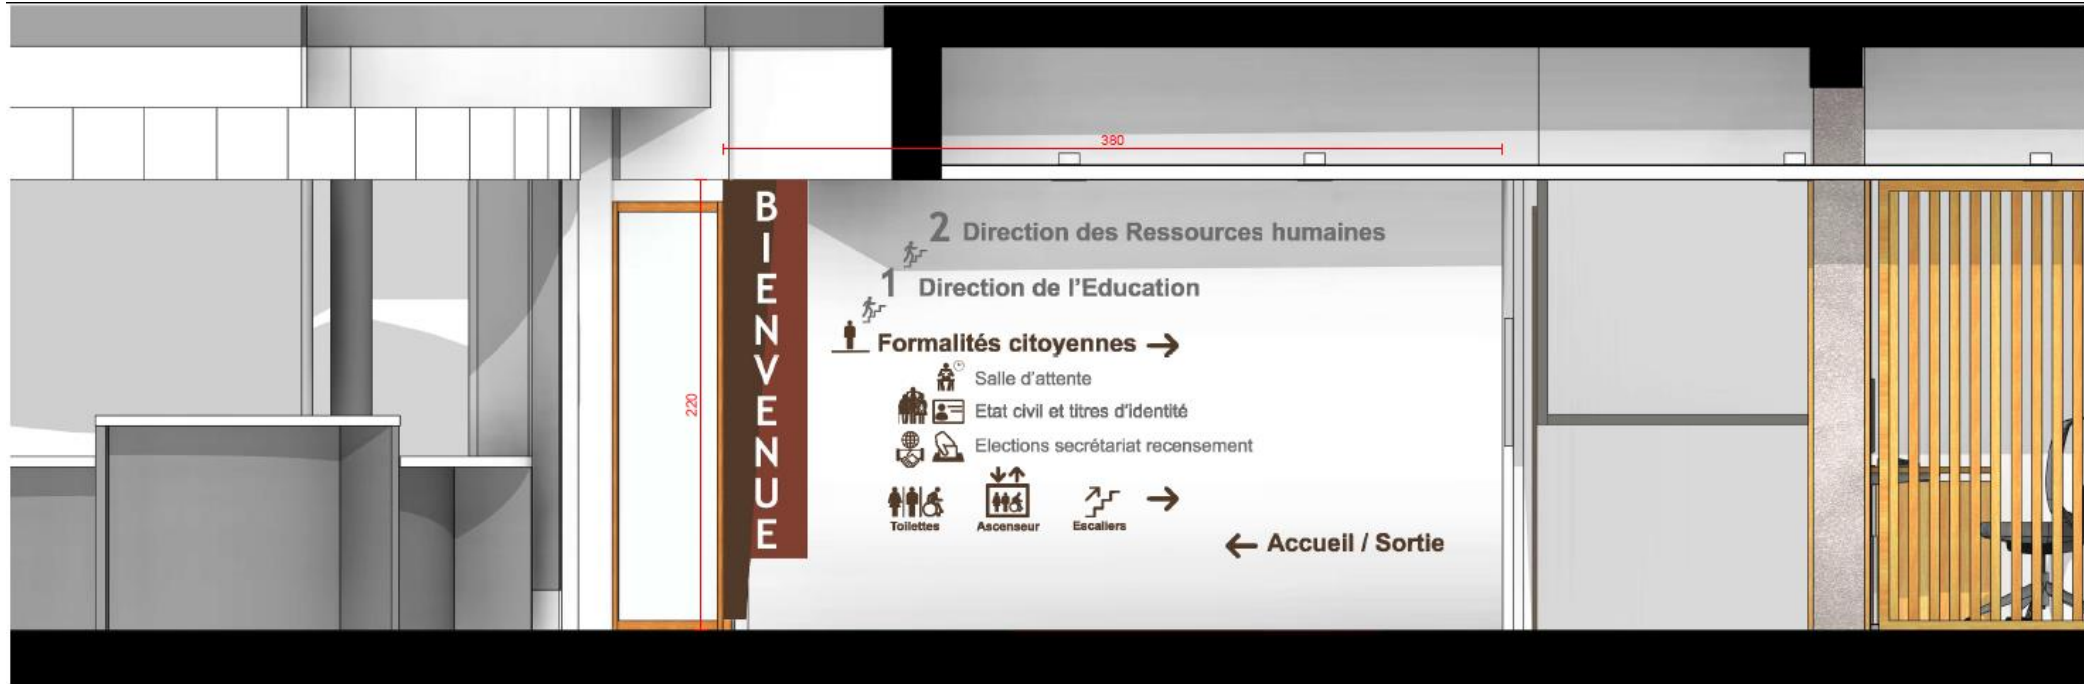 380
220
BIENVENUE
2 Direction des Ressources humaines
1 Direction de l'Education
Formalités citoyennes →
Salle d'attente
Etat civil et titres d'identité
Elections secrétariat recensement
Toilettes Ascenseur Escaliers →
← Accueil / Sortie